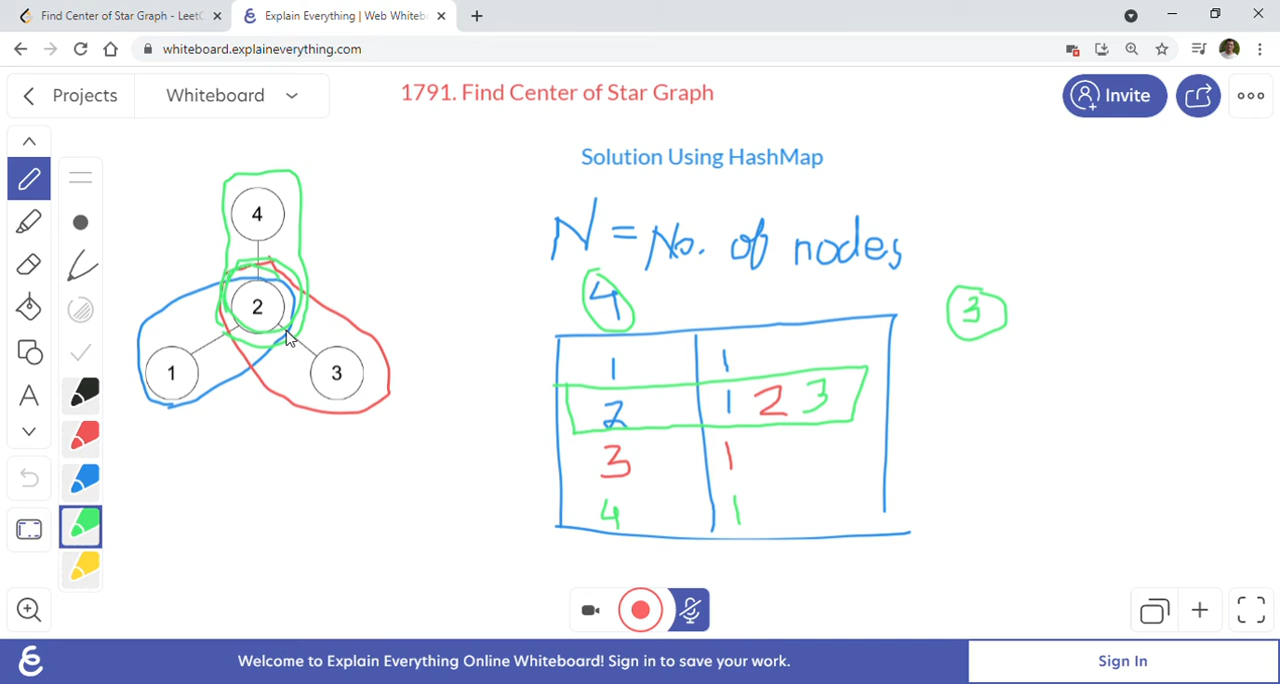 Find Center of Star Graph - LeetC
Explain Everything | Web Whiteb
whiteboard.explaineverything.com
Projects
Whiteboard
1791. Find Center of Star Graph
Invite
Solution Using HashMap
N = No. of nodes
4
3
4
2
1
3
1 1
2 1 2 3
3 1
4 1
A
Welcome to Explain Everything Online Whiteboard! Sign in to save your work.
Sign In